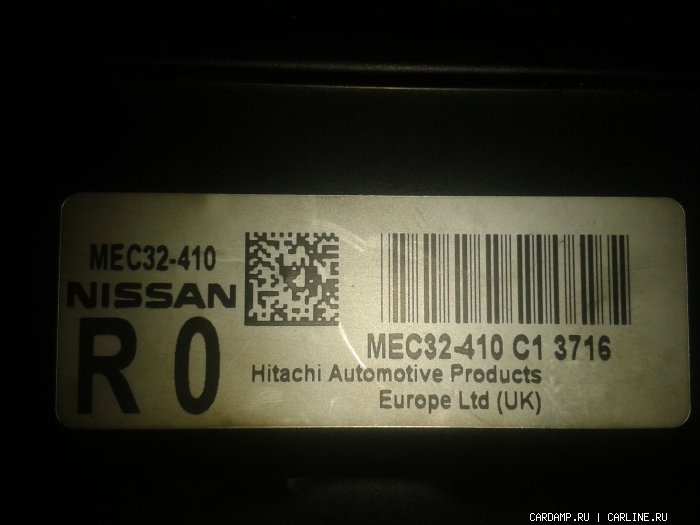 MEC32-410
NISSAN
R 0
MEC32-410 C1 3716
Hitachi Automotive Products
Europe Ltd (UK)
CARDAMP.RU | CARLINE.RU